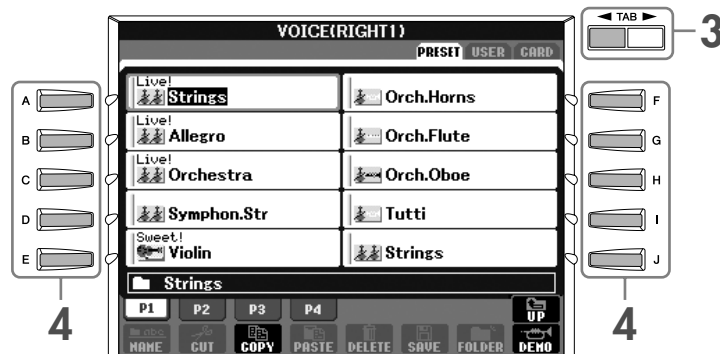 VOICE(RIGHT1)
PRESET USER CARD
TAB
3
A
B
C
D
E
4
Live!
Strings
Live!
Allegro
Live!
Orchestra
Symphon.Str
Sweet!
Violin
Orch.Horns
Orch.Flute
Orch.Oboe
Tutti
Strings
F
G
H
I
J
4
Strings
P1 P2 P3 P4 UP
NAME CUT COPY PASTE DELETE SAVE FOLDER DEMO